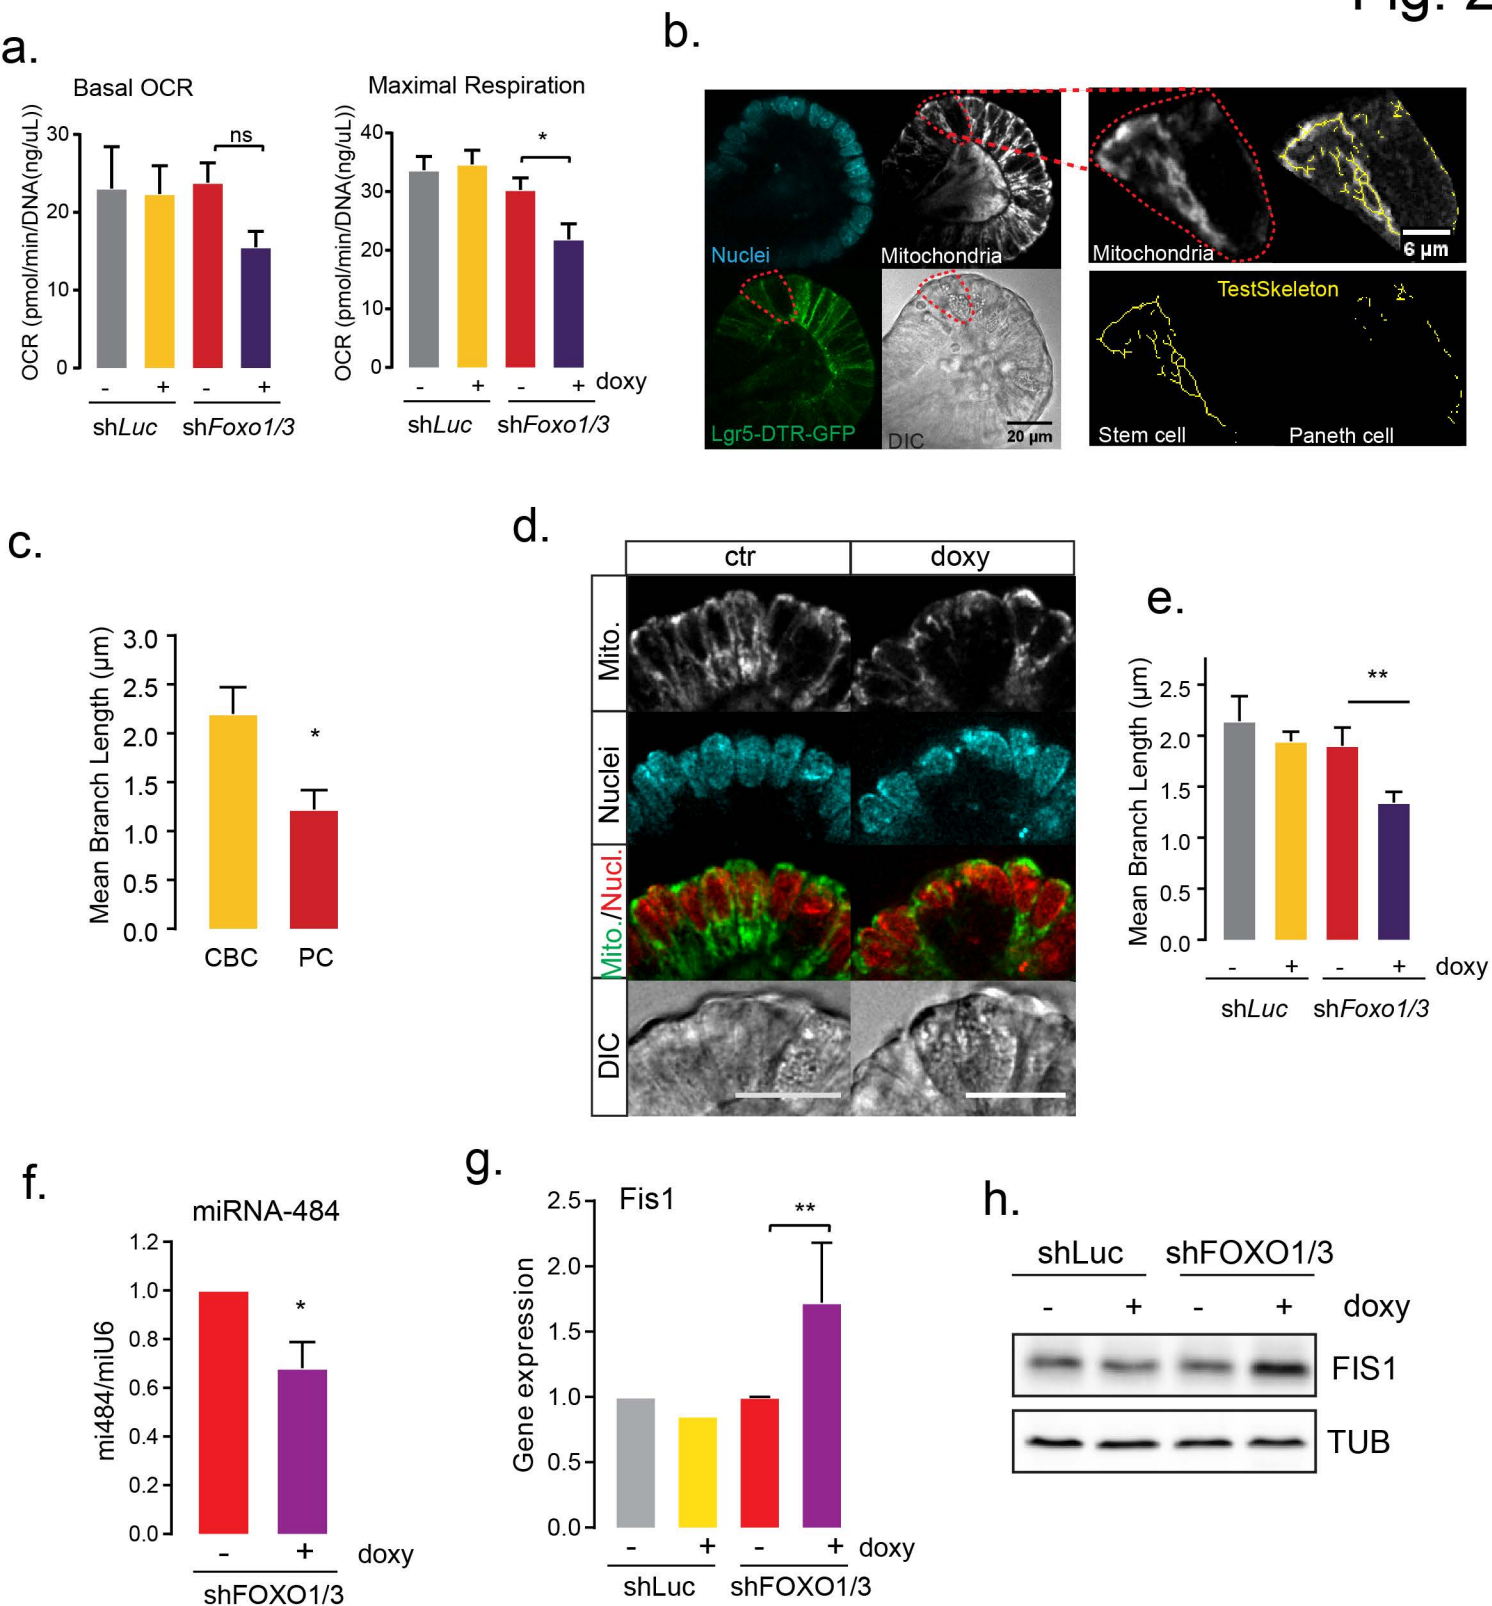 Fig. 2
a.
Basal OCR
OCR (pmol/min/DNA(ng/uL))
30
20
10
0
ns
- + - +
shLuc shFoxo1/3
Maximal Respiration
OCR (pmol/min/DNA(ng/uL))
40
30
20
10
0
*
- + - + doxy
shLuc shFoxo1/3
b.
Nuclei
Mitochondria
Lgr5-DTR-GFP
DIC
20 µm
Mitochondria
6 µm
TestSkeleton
Stem cell
Paneth cell
c.
Mean Branch Length (µm)
3.0
2.5
2.0
1.5
1.0
0.5
0.0
*
CBC PC
d.
ctr doxy
Mito.
Nuclei
Mito./Nucl.
DIC
e.
Mean Branch Length (µm)
2.5
2.0
1.5
1.0
0.5
0.0
**
- + - + doxy
shLuc shFoxo1/3
f.
miRNA-484
mi484/miU6
1.2
1.0
0.8
0.6
0.4
0.2
0.0
*
- + doxy
shFOXO1/3
g.
Fis1
Gene expression
2.5
2.0
1.5
1.0
0.5
0.0
**
- + - + doxy
shLuc shFOXO1/3
h.
shLuc shFOXO1/3
- + - + doxy
FIS1
TUB